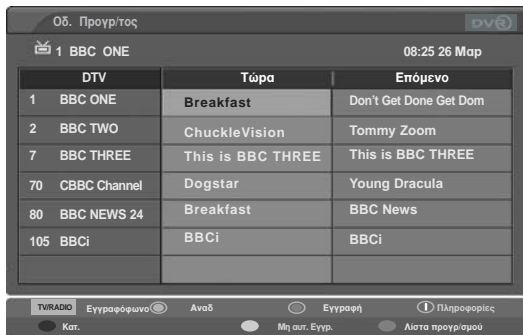 Οδ. Προγρ/τος DVR
1 BBC ONE 08:25 26 Μαρ
DTV Τώρα Επόμενο
1 BBC ONE Breakfast Don't Get Done Get Dom
2 BBC TWO ChuckleVision Tommy Zoom
7 BBC THREE This is BBC THREE This is BBC THREE
70 CBBC Channel Dogstar Young Dracula
80 BBC NEWS 24 Breakfast BBC News
105 BBCi BBCi BBCi
TV/RADIO Εγγραφόφωνο Αναδ Εγγραφή i Πληροφορίες
Κατ. Μη αυτ. Εγγρ. Λίστα προγρ/σμού